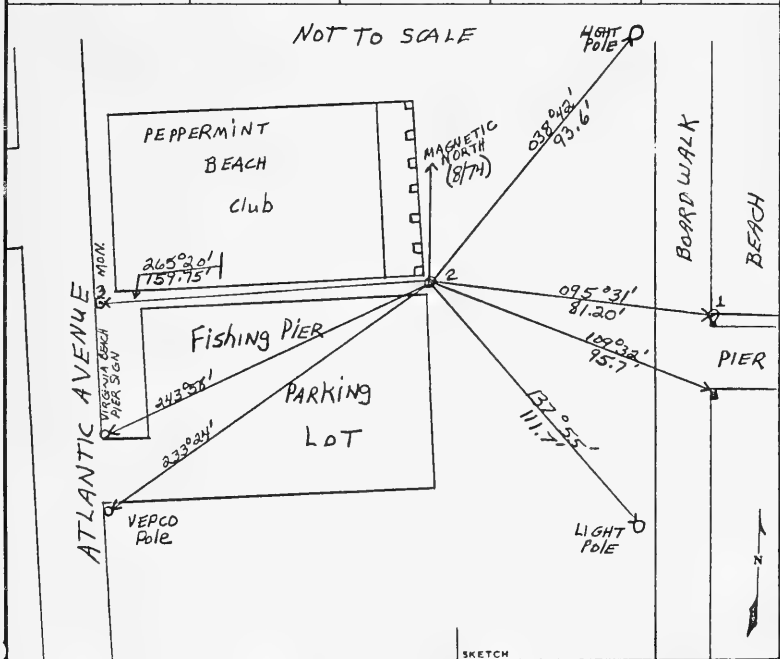 NOT TO SCALE
LIGHT
POLE
PEPPERMINT
BEACH
Club
MAGNETIC
NORTH
(8/74)
038°42'
93.6'
BOARDWALK
BEACH
265°20'
159.75'
3 MON.
2
095°31'
81.20'
1
109°32'
95.7'
PIER
Fishing Pier
PARKING
LOT
ATLANTIC AVENUE
VIRGINIA BEACH
PIER SIGN
243°58'
233°24'
137°55'
111.7'
VEPCO
Pole
LIGHT
POLE
N
SKETCH